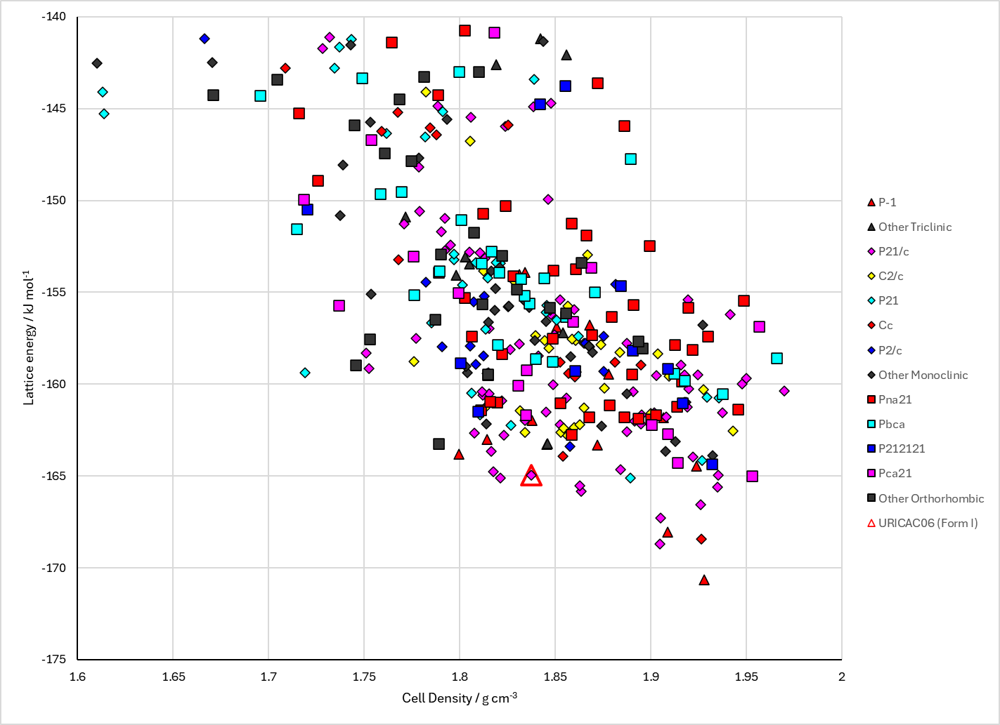 -140
-145
-150
-155
-160
-165
-170
-175
Lattice energy / kJ mol⁻¹
1.6 1.65 1.7 1.75 1.8 1.85 1.9 1.95 2
Cell Density / g cm⁻³
P-1
Other Triclinic
P21/c
C2/c
P21
Cc
P2/c
Other Monoclinic
Pna21
Pbca
P212121
Pca21
Other Orthorhombic
URICAC06 (Form I)